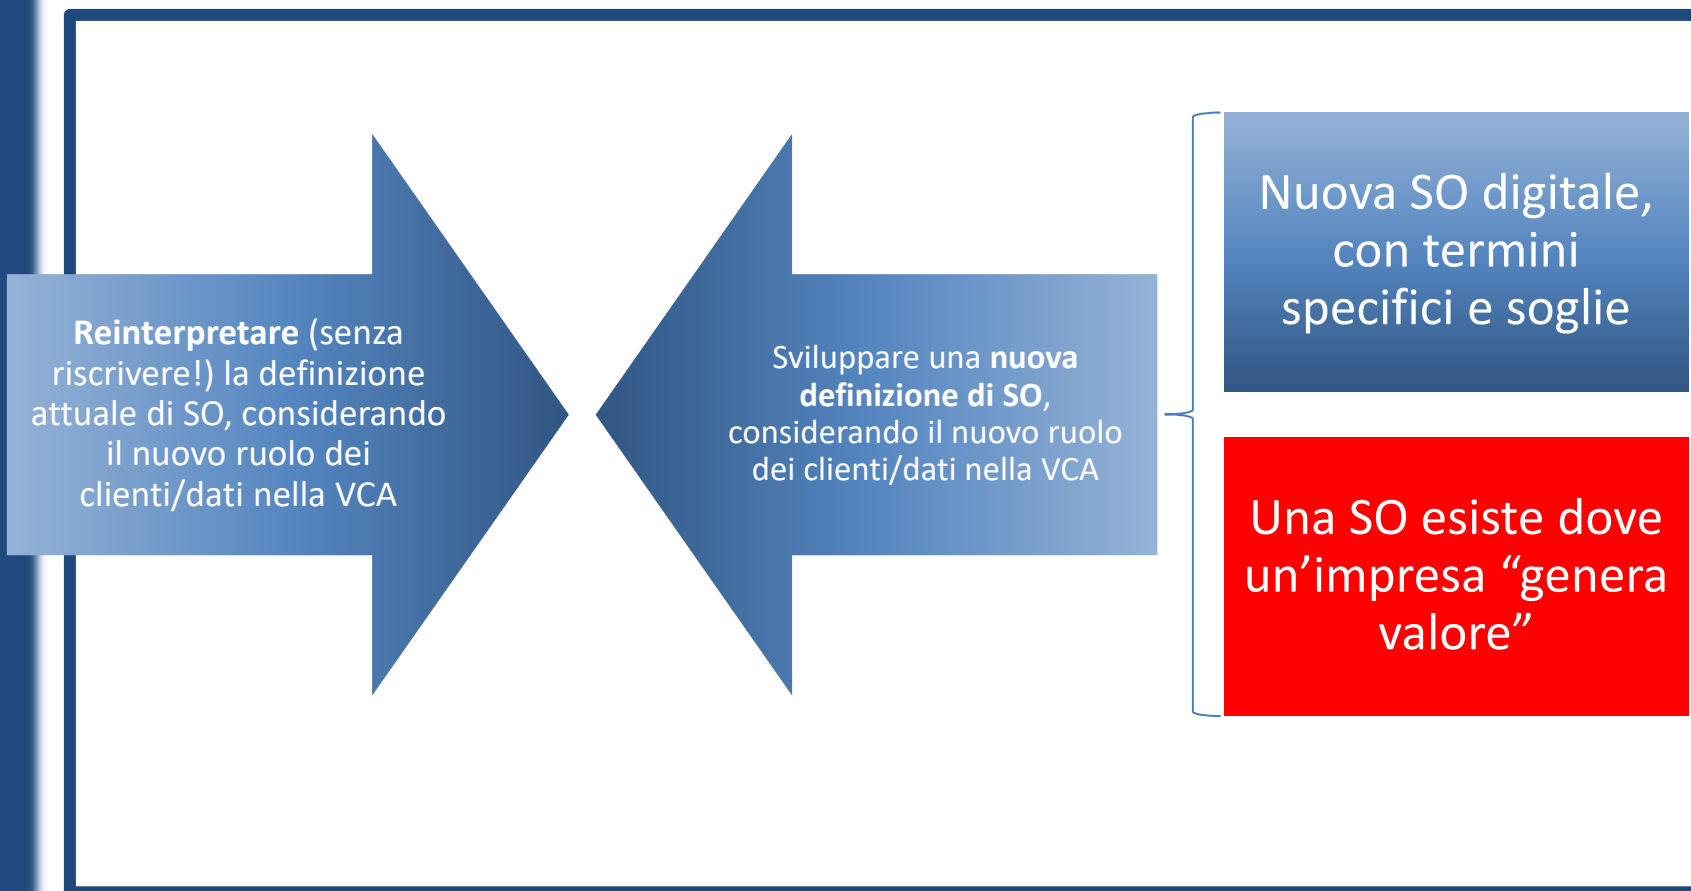 Reinterpretare (senza
riscrivere!) la definizione
attuale di SO, considerando
il nuovo ruolo dei
clienti/dati nella VCA
Sviluppare una nuova
definizione di SO,
considerando il nuovo ruolo
dei clienti/dati nella VCA
Nuova SO digitale,
con termini
specifici e soglie
Una SO esiste dove
un’impresa “genera
valore”